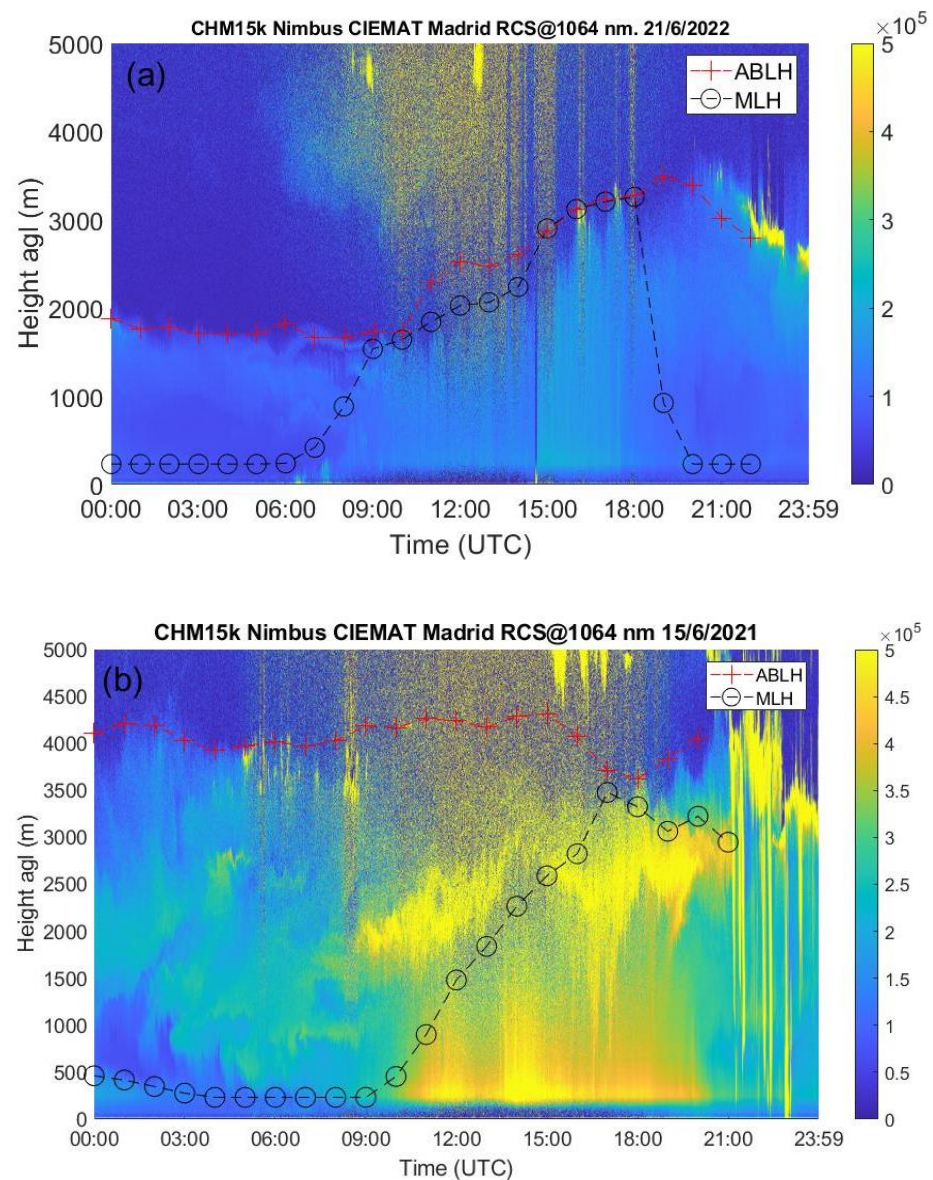 CHM15k Nimbus CIEMAT Madrid RCS@1064 nm. 21/6/2022
×10⁵
(a)
ABLH
MLH
5000
4000
3000
2000
1000
0
Height agl (m)
00:00 03:00 06:00 09:00 12:00 15:00 18:00 21:00 23:59
Time (UTC)
5
4
3
2
1
0
CHM15k Nimbus CIEMAT Madrid RCS@1064 nm 15/6/2021
×10⁵
(b)
ABLH
MLH
5000
4500
4000
3500
3000
2500
2000
1500
1000
500
0
Height agl (m)
00:00 03:00 06:00 09:00 12:00 15:00 18:00 21:00 23:59
Time (UTC)
5
4.5
4
3.5
3
2.5
2
1.5
1
0.5
0